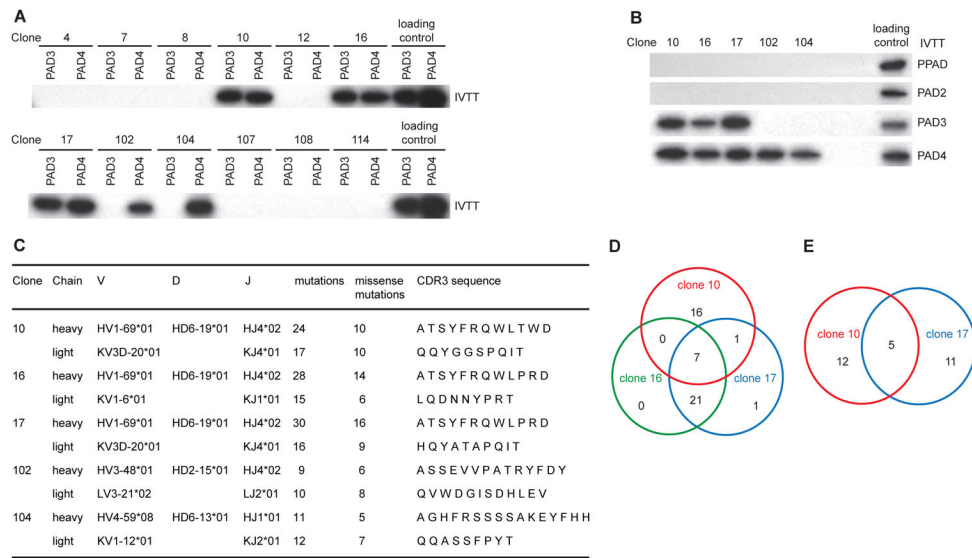 A
Clone 4 7 8 10 12 16 loading control
PAD3 PAD4 PAD3 PAD4 PAD3 PAD4 PAD3 PAD4 PAD3 PAD4 PAD3 PAD4 PAD3 PAD4
IVTT
Clone 17 102 104 107 108 114 loading control
PAD3 PAD4 PAD3 PAD4 PAD3 PAD4 PAD3 PAD4 PAD3 PAD4 PAD3 PAD4 PAD3 PAD4
IVTT
B
Clone 10 16 17 102 104 loading control IVTT
PPAD
PAD2
PAD3
PAD4
C
Clone Chain V D J mutations missense mutations CDR3 sequence
10 heavy HV1-69*01 HD6-19*01 HJ4*02 24 10 A T S Y F R Q W L T W D
light KV3D-20*01 KJ4*01 17 10 Q Q Y G G S P Q I T
16 heavy HV1-69*01 HD6-19*01 HJ4*02 28 14 A T S Y F R Q W L P R D
light KV1-6*01 KJ1*01 15 6 L Q D N N Y P R T
17 heavy HV1-69*01 HD6-19*01 HJ4*02 30 16 A T S Y F R Q W L P R D
light KV3D-20*01 KJ4*01 16 9 H Q Y A T A P Q I T
102 heavy HV3-48*01 HD2-15*01 HJ4*02 9 6 A S S E V V P A T R Y F D Y
light LV3-21*02 LJ2*01 10 8 Q V W D G I S D H L E V
104 heavy HV4-59*08 HD6-13*01 HJ1*01 11 5 A G H F R S S S S A K E Y F H H
light KV1-12*01 KJ2*01 12 7 Q Q A S S F P Y T
D
clone 10
16
0 1
7
clone 16 clone 17
21
0 1
E
clone 10 clone 17
5
12 11